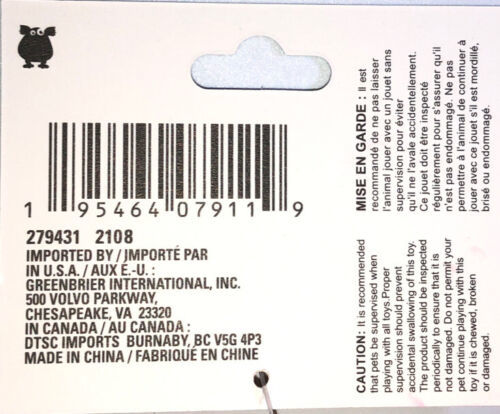 1 95464 07911 9
279431 2108
IMPORTED BY / IMPORTÉ PAR
IN U.S.A. / AUX É.-U. :
GREENBRIER INTERNATIONAL, INC.
500 VOLVO PARKWAY,
CHESAPEAKE, VA 23320
IN CANADA / AU CANADA :
DTSC IMPORTS BURNABY, BC V5G 4P3
MADE IN CHINA / FABRIQUÉ EN CHINE
MISE EN GARDE : Il est
recommandé de ne pas laisser
l'animal jouer avec un jouet sans
supervision pour éviter
qu'il ne l'avale accidentellement.
Ce jouet doit être inspecté
régulièrement pour s'assurer qu'il
n'est pas endommagé. Ne pas
permettre à l'animal de continuer à
jouer avec ce jouet s'il est mordillé,
brisé ou endommagé.
CAUTION: It is recommended
that pets be supervised when
playing with all toys.Proper
supervision should prevent
accidental swallowing of this toy.
The product should be inspected
periodically to ensure that it is
not damaged. Do not permit your
pet continue playing with this
toy if it is chewed, broken
or damaged.